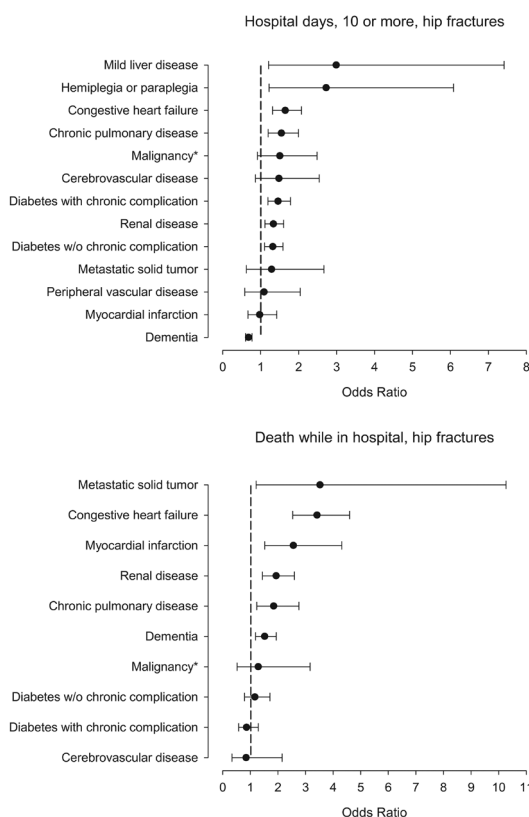 Hospital days, 10 or more, hip fractures
Mild liver disease
Hemiplegia or paraplegia
Congestive heart failure
Chronic pulmonary disease
Malignancy*
Cerebrovascular disease
Diabetes with chronic complication
Renal disease
Diabetes w/o chronic complication
Metastatic solid tumor
Peripheral vascular disease
Myocardial infarction
Dementia
0 1 2 3 4 5 6 7 8
Odds Ratio
Death while in hospital, hip fractures
Metastatic solid tumor
Congestive heart failure
Myocardial infarction
Renal disease
Chronic pulmonary disease
Dementia
Malignancy*
Diabetes w/o chronic complication
Diabetes with chronic complication
Cerebrovascular disease
0 1 2 3 4 5 6 7 8 9 10 11
Odds Ratio